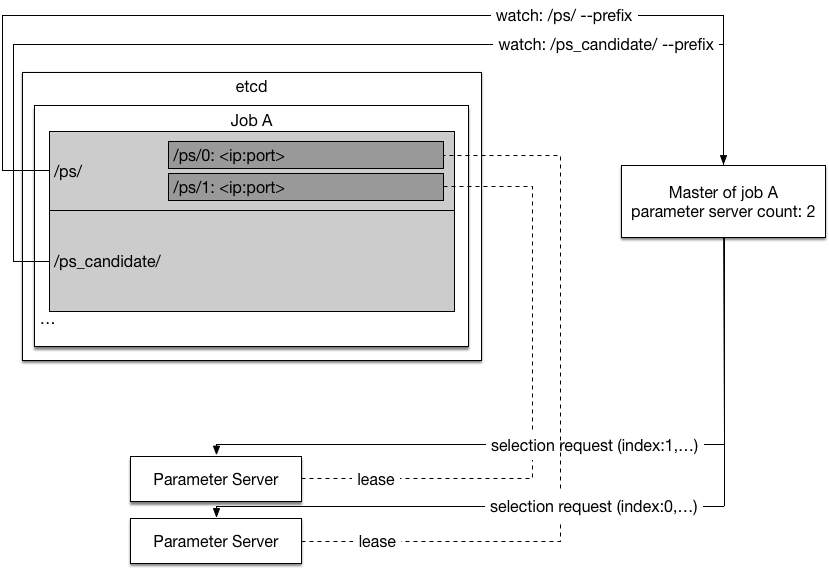 watch: /ps/ --prefix
watch: /ps_candidate/ --prefix
etcd
Job A
/ps/
/ps/0: <ip:port>
/ps/1: <ip:port>
Master of job A
parameter server count: 2
/ps_candidate/
...
selection request (index:1,...)
Parameter Server
lease
selection request (index:0,...)
Parameter Server
lease